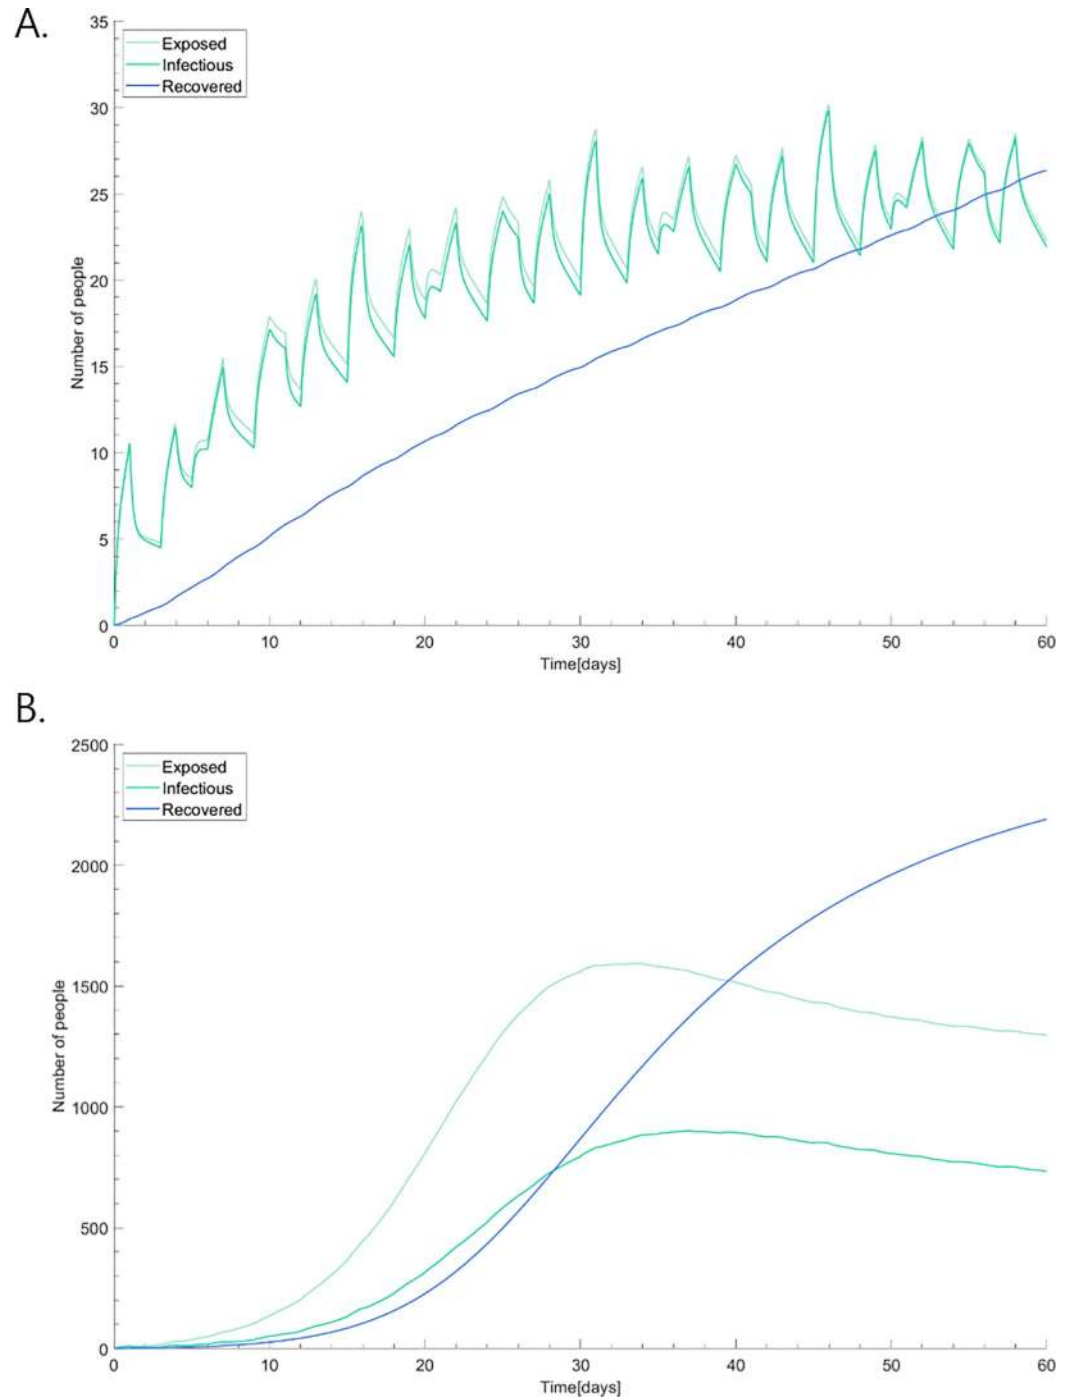 A.
35
30
25
20
15
10
5
0
Number of people
Exposed
Infectious
Recovered
0 10 20 30 40 50 60
Time[days]
B.
2500
2000
1500
1000
500
0
Number of people
Exposed
Infectious
Recovered
0 10 20 30 40 50 60
Time[days]